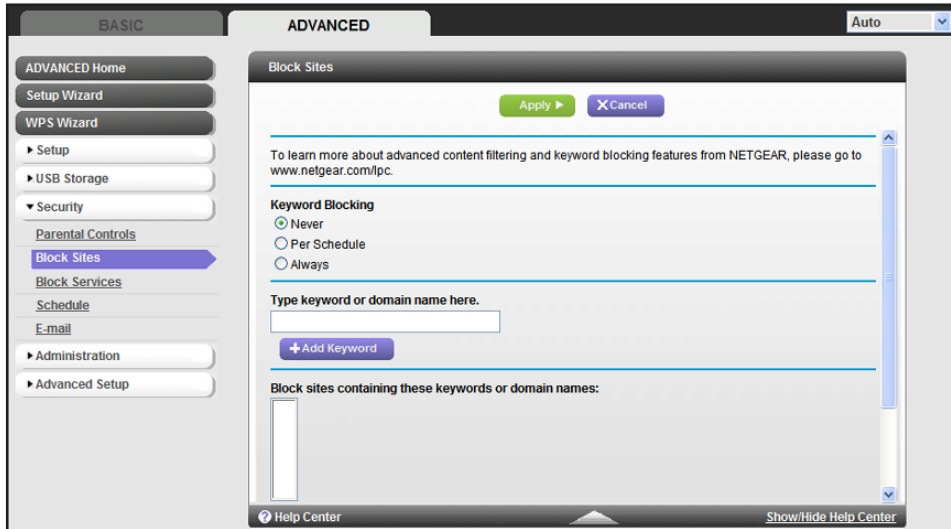 BASIC
ADVANCED
Auto
ADVANCED Home
Setup Wizard
WPS Wizard
Setup
USB Storage
Security
Parental Controls
Block Sites
Block Services
Schedule
E-mail
Administration
Advanced Setup
Block Sites
Apply
Cancel
To learn more about advanced content filtering and keyword blocking features from NETGEAR, please go to
www.netgear.com/lpc.
Keyword Blocking
Never
Per Schedule
Always
Type keyword or domain name here.
Add Keyword
Block sites containing these keywords or domain names:
Help Center
Show/Hide Help Center